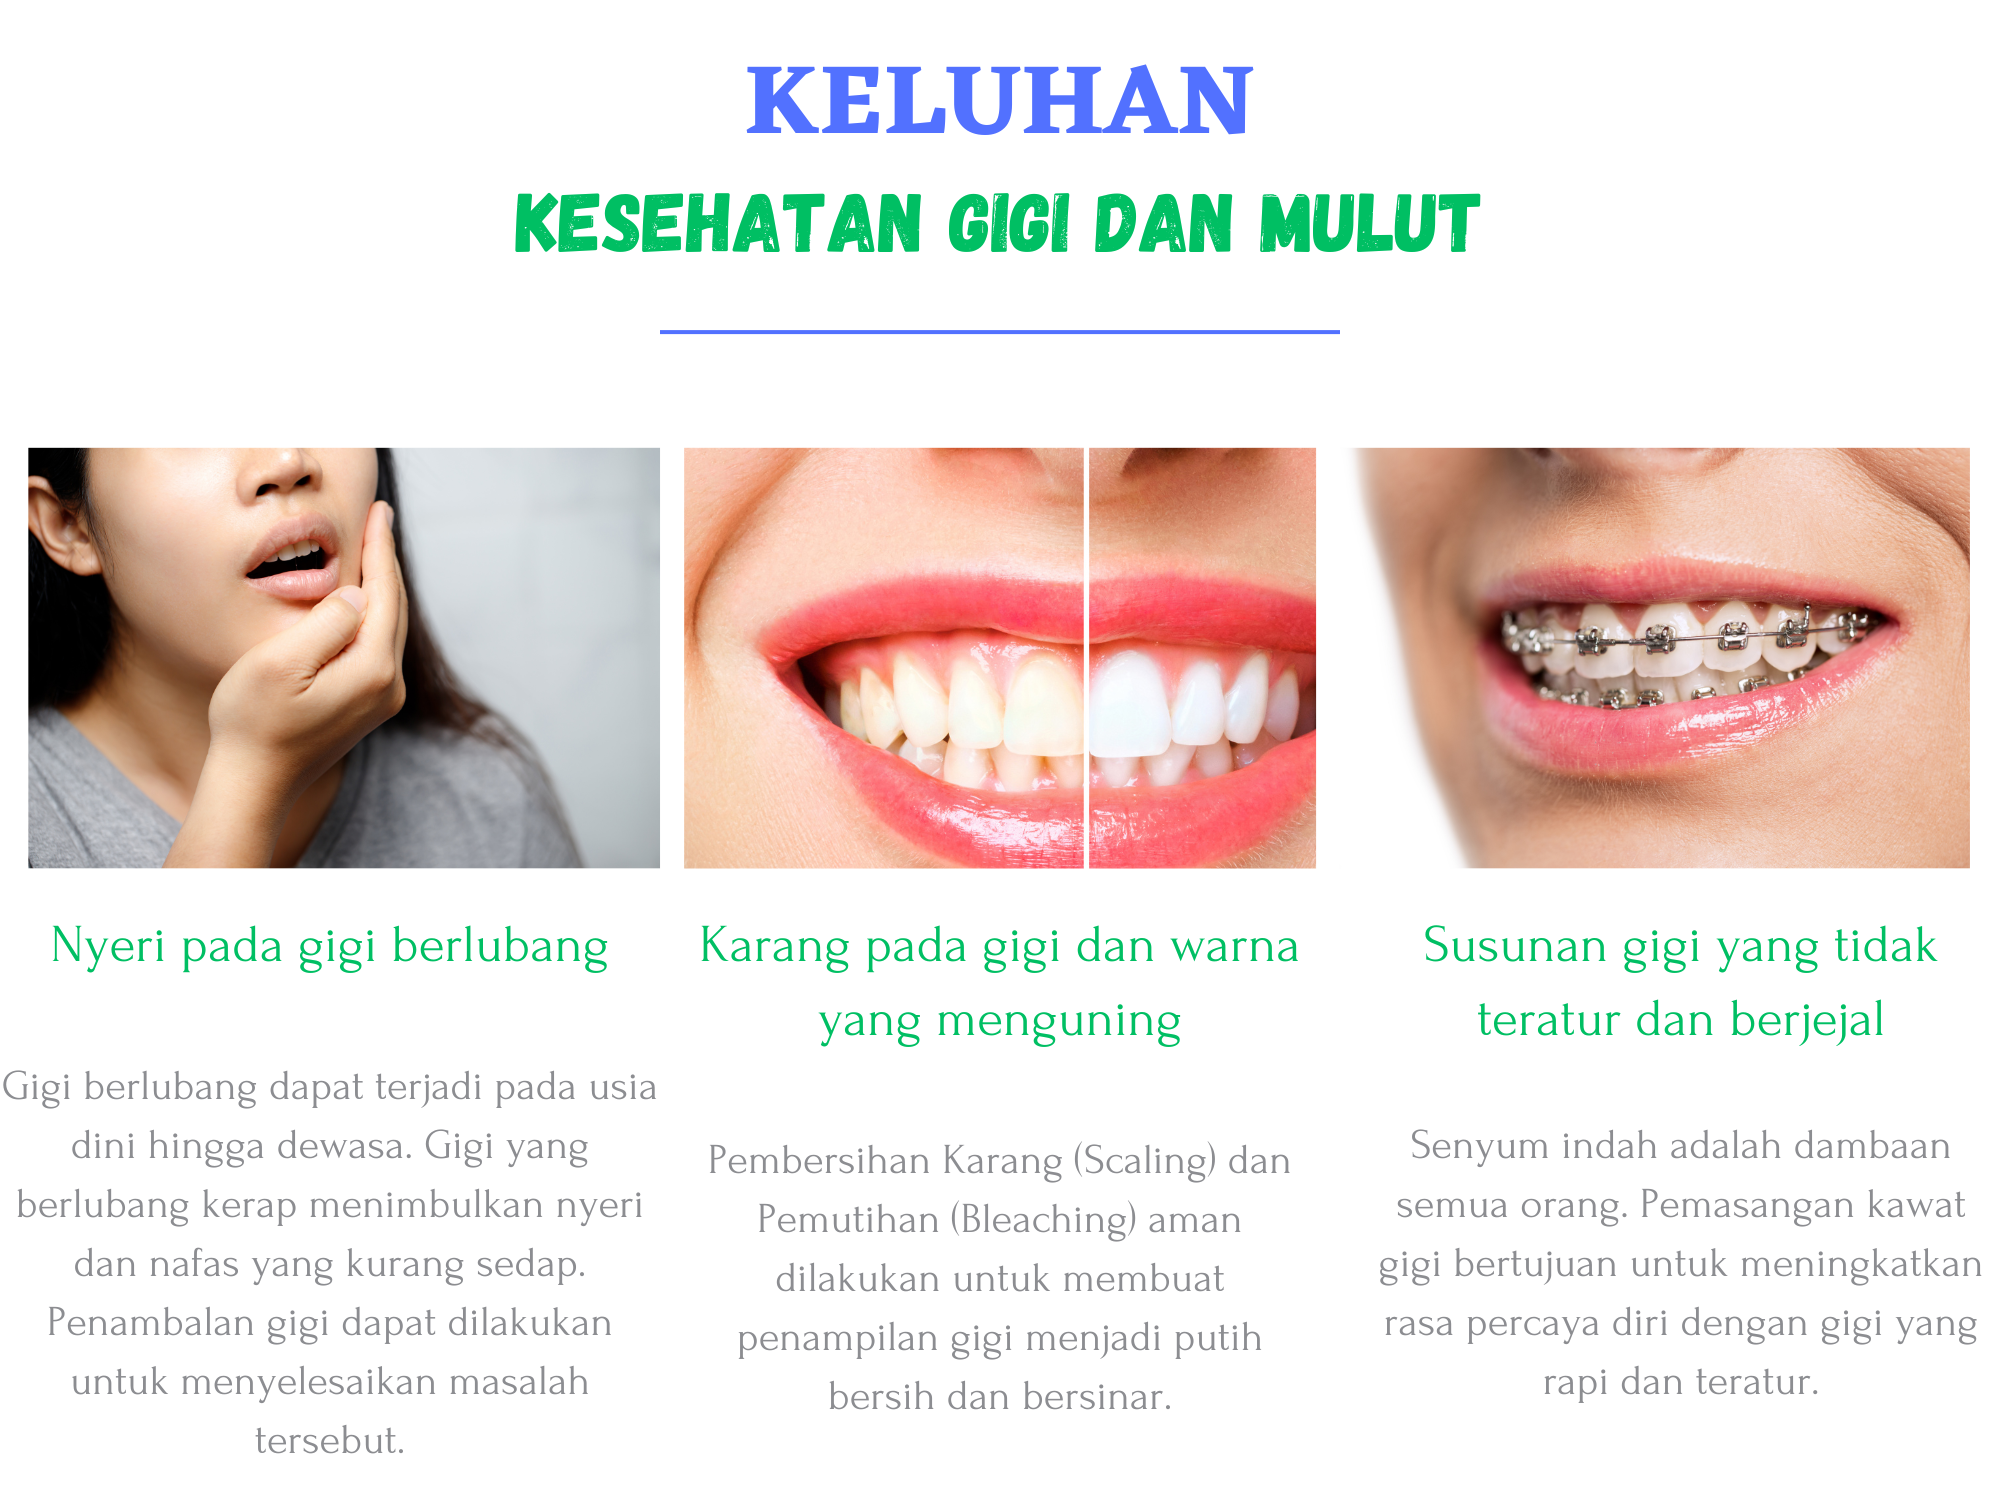 KELUHAN
KESEHATAN GIGI DAN MULUT
Nyeri pada gigi berlubang
Gigi berlubang dapat terjadi pada usia
dini hingga dewasa. Gigi yang
berlubang kerap menimbulkan nyeri
dan nafas yang kurang sedap.
Penambalan gigi dapat dilakukan
untuk menyelesaikan masalah
tersebut.
Karang pada gigi dan warna
yang menguning
Pembersihan Karang (Scaling) dan
Pemutihan (Bleaching) aman
dilakukan untuk membuat
penampilan gigi menjadi putih
bersih dan bersinar.
Susunan gigi yang tidak
teratur dan berjejal
Senyum indah adalah dambaan
semua orang. Pemasangan kawat
gigi bertujuan untuk meningkatkan
rasa percaya diri dengan gigi yang
rapi dan teratur.